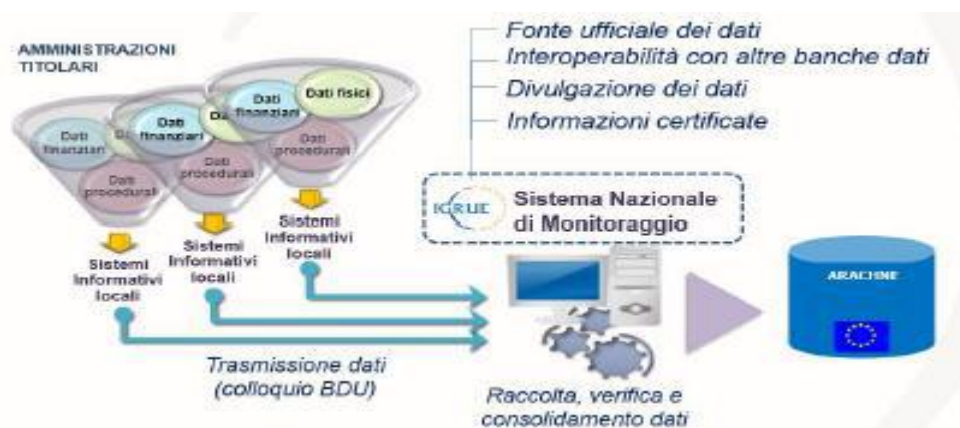 AMMINISTRAZIONI
TITOLARI
Fonte ufficiale dei dati
Interoperabilità con altre banche dati
Divulgazione dei dati
Informazioni certificate
Dati
finanziari
Dati
procedurali
Dati
finanziari
Dati
procedurali
Dati
finanziari
Dati fisici
Dati
procedurali
Sistemi
Informativi
locali
Sistemi
Informativi
locali
Sistemi
Informativi
locali
IGRUE
Sistema Nazionale
di Monitoraggio
ARACHNE
Trasmissione dati
(colloquio BDU)
Raccolta, verifica e
consolidamento dati